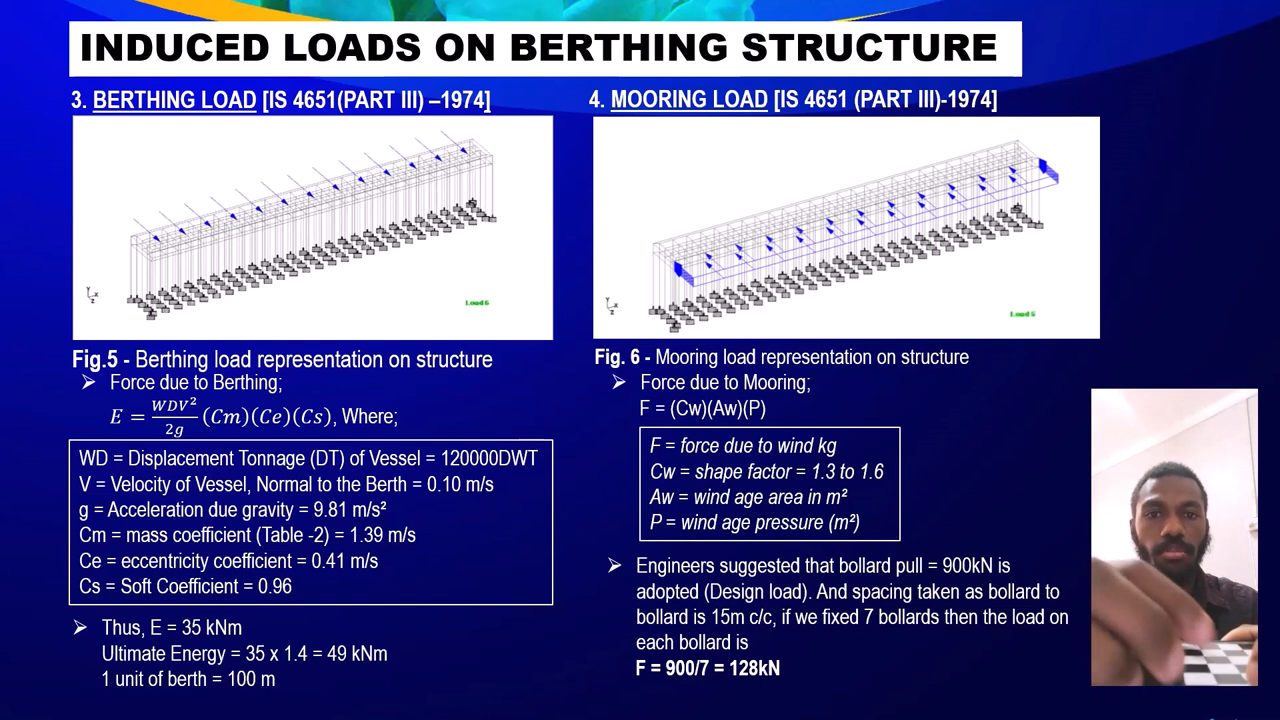 INDUCED LOADS ON BERTHING STRUCTURE
3. BERTHING LOAD [IS 4651(PART III) –1974]
Y
X
Z
Load 6
Fig.5 - Berthing load representation on structure
➢ Force due to Berthing;
E = WDV²/2g (Cm)(Ce)(Cs), Where;
WD = Displacement Tonnage (DT) of Vessel = 120000DWT
V = Velocity of Vessel, Normal to the Berth = 0.10 m/s
g = Acceleration due gravity = 9.81 m/s²
Cm = mass coefficient (Table -2) = 1.39 m/s
Ce = eccentricity coefficient = 0.41 m/s
Cs = Soft Coefficient = 0.96
➢ Thus, E = 35 kNm
Ultimate Energy = 35 x 1.4 = 49 kNm
1 unit of berth = 100 m
4. MOORING LOAD [IS 4651 (PART III)-1974]
Y
X
Z
Load 6
Fig. 6 - Mooring load representation on structure
➢ Force due to Mooring;
F = (Cw)(Aw)(P)
F = force due to wind kg
Cw = shape factor = 1.3 to 1.6
Aw = wind age area in m²
P = wind age pressure (m²)
➢ Engineers suggested that bollard pull = 900kN is
adopted (Design load). And spacing taken as bollard to
bollard is 15m c/c, if we fixed 7 bollards then the load on
each bollard is
F = 900/7 = 128kN